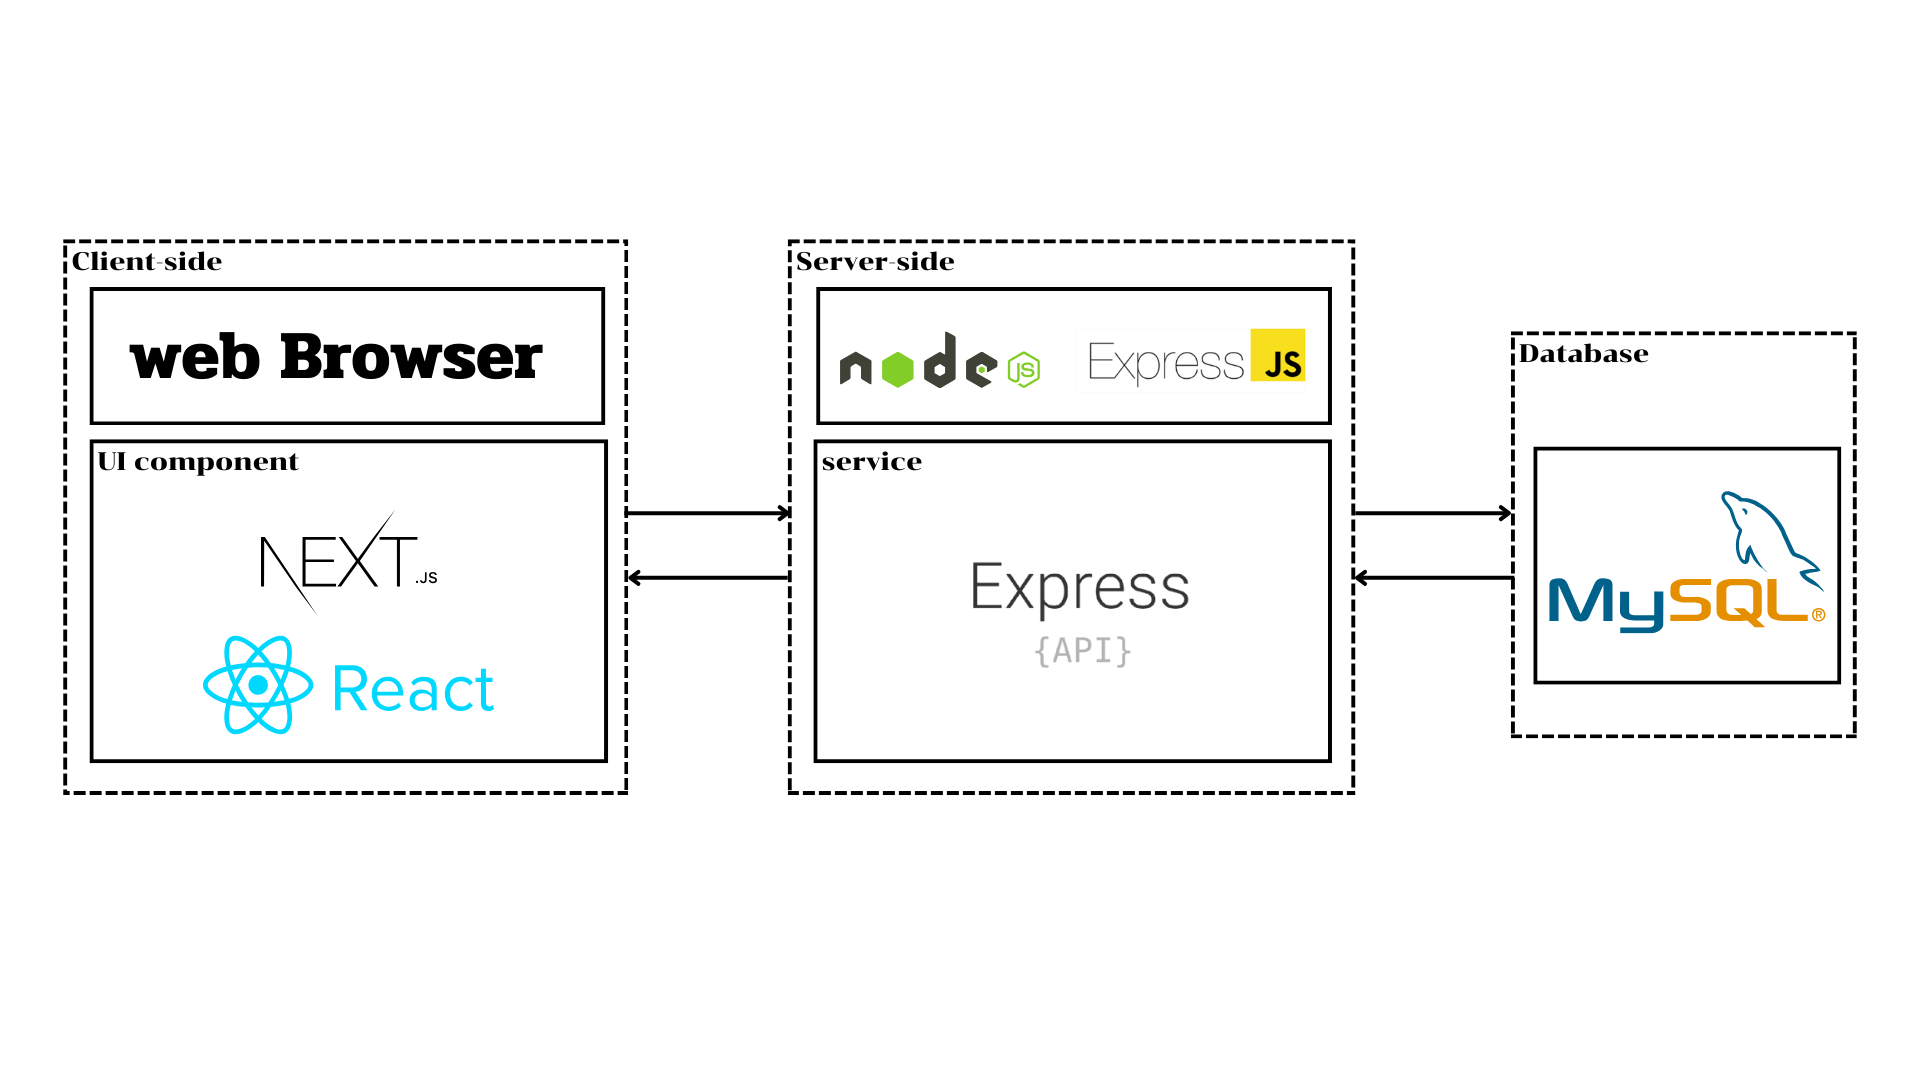 Client-side
web Browser
UI component
NEXT.JS
React
Server-side
node JS
Express JS
service
Express
{API}
Database
MySQL®